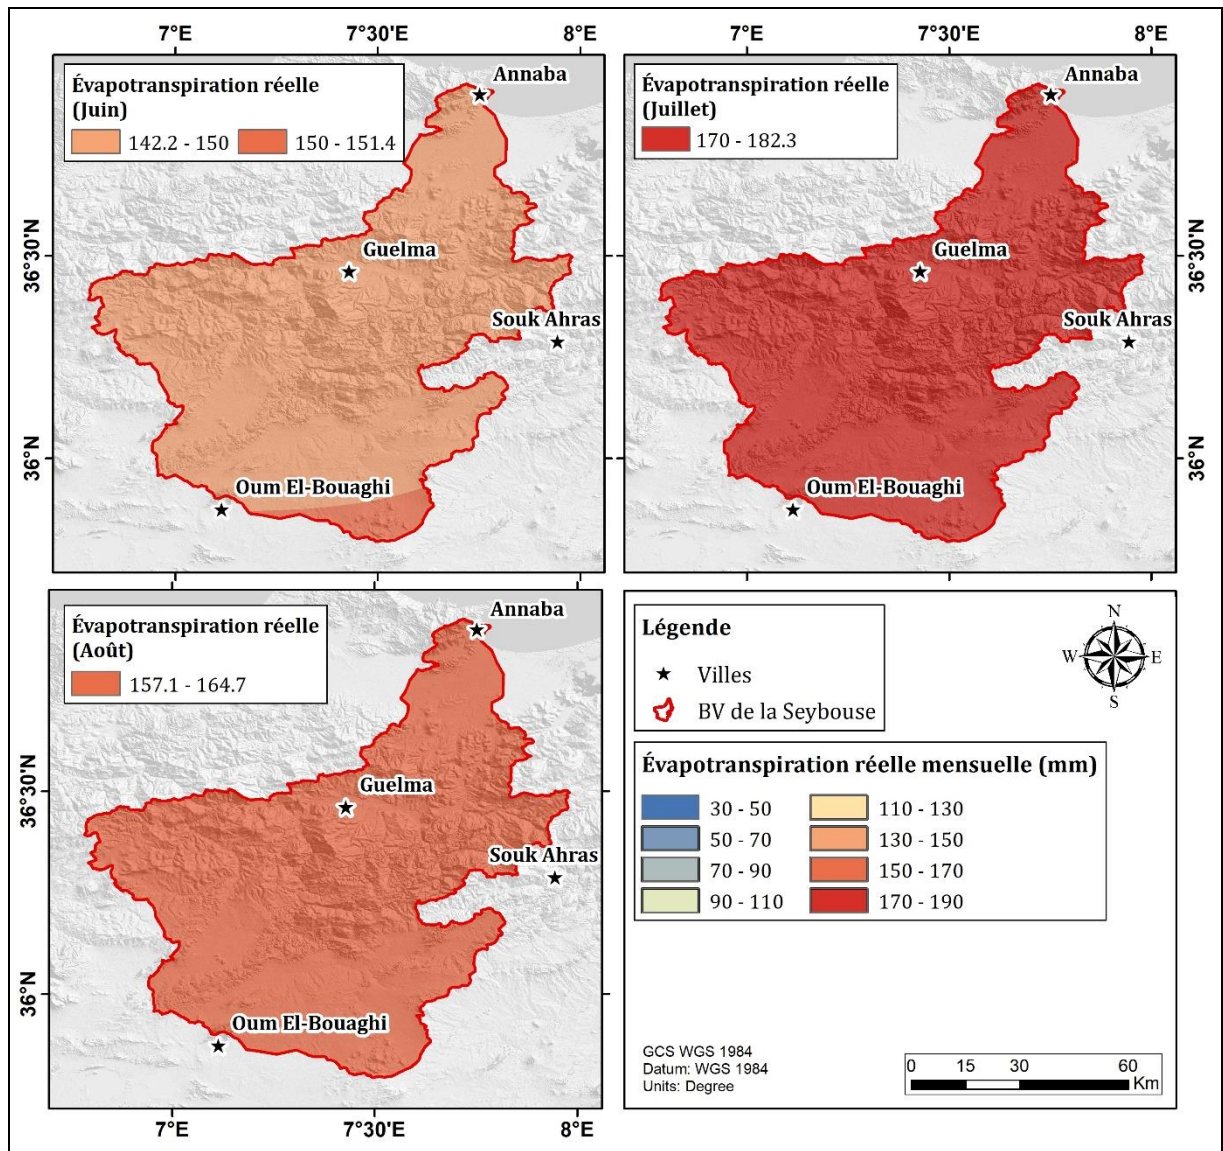 7°E 7°30'E 8°E
7°E 7°30'E 8°E
Évapotranspiration réelle
(Juin)
142.2 - 150 150 - 151.4
Annaba
Guelma
Souk Ahras
Oum El-Bouaghi
36°30'N
36°N
Évapotranspiration réelle
(Juillet)
170 - 182.3
Annaba
Guelma
Souk Ahras
Oum El-Bouaghi
36°30'N
36°N
Évapotranspiration réelle
(Août)
157.1 - 164.7
Annaba
Guelma
Souk Ahras
Oum El-Bouaghi
36°30'N
36°N
7°E 7°30'E 8°E
Légende
Villes
BV de la Seybouse
N
W E
S
Évapotranspiration réelle mensuelle (mm)
30 - 50 110 - 130
50 - 70 130 - 150
70 - 90 150 - 170
90 - 110 170 - 190
GCS WGS 1984
Datum: WGS 1984
Units: Degree
0 15 30 60
Km